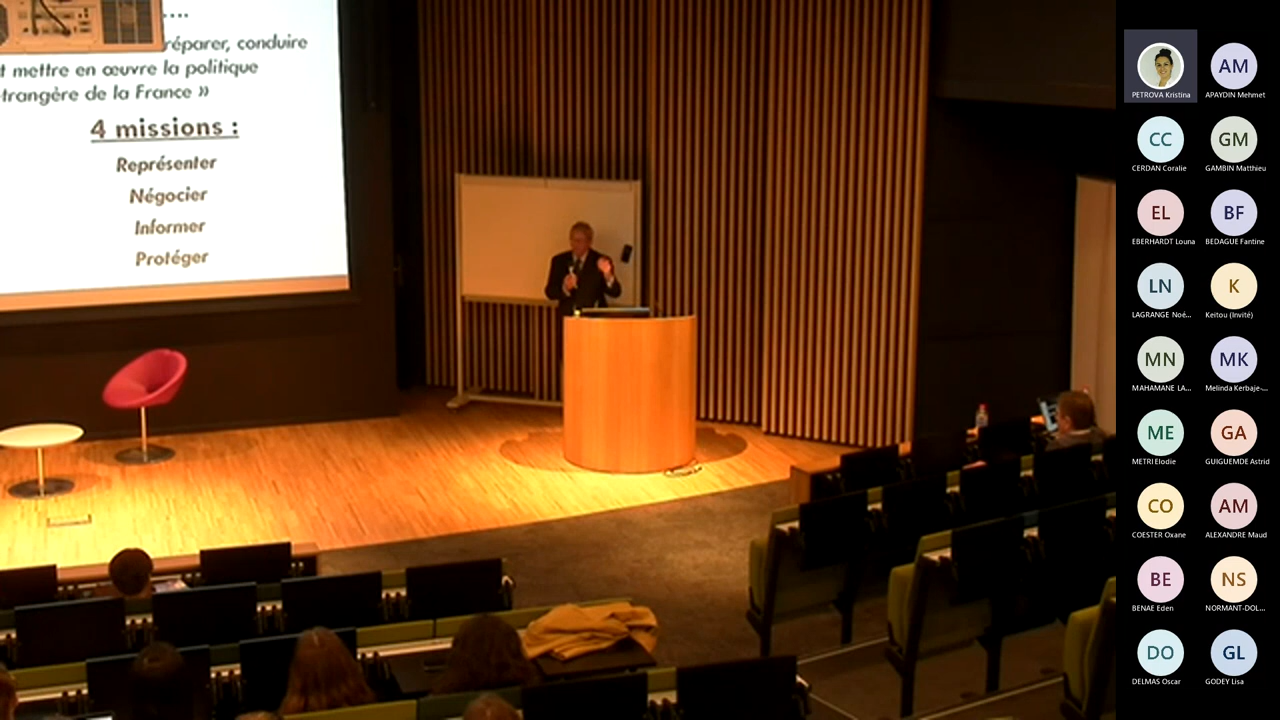 ....
réparer, conduire
t mettre en œuvre la politique
trangère de la France »
4 missions :
Représenter
Négocier
Informer
Protéger
PETROVA Kristina
AM
APAYDIN Mehmet
CC
CERDAN Coralie
GM
GAMBIN Matthieu
EL
EBERHARDT Louna
BF
BEDAGUE Fantine
LN
LAGRANGE Noé...
K
Keitou (Invité)
MN
MAHAMANE LA...
MK
Melinda Kerbaje-...
ME
METRI Elodie
GA
GUIGUEMDE Astrid
CO
COESTER Oxane
AM
ALEXANDRE Maud
BE
BENAE Eden
NS
NORMANT-DOL...
DO
DELMAS Oscar
GL
GODEY Lisa